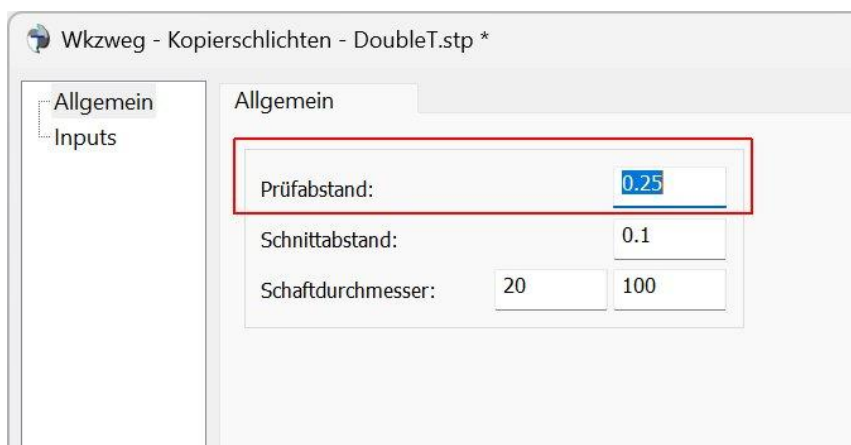 Wkzweg - Kopierschlichten - DoubleT.stp *
Allgemein
Inputs
Allgemein
Prüfabstand: 0.25
Schnittabstand: 0.1
Schaftdurchmesser: 20 100